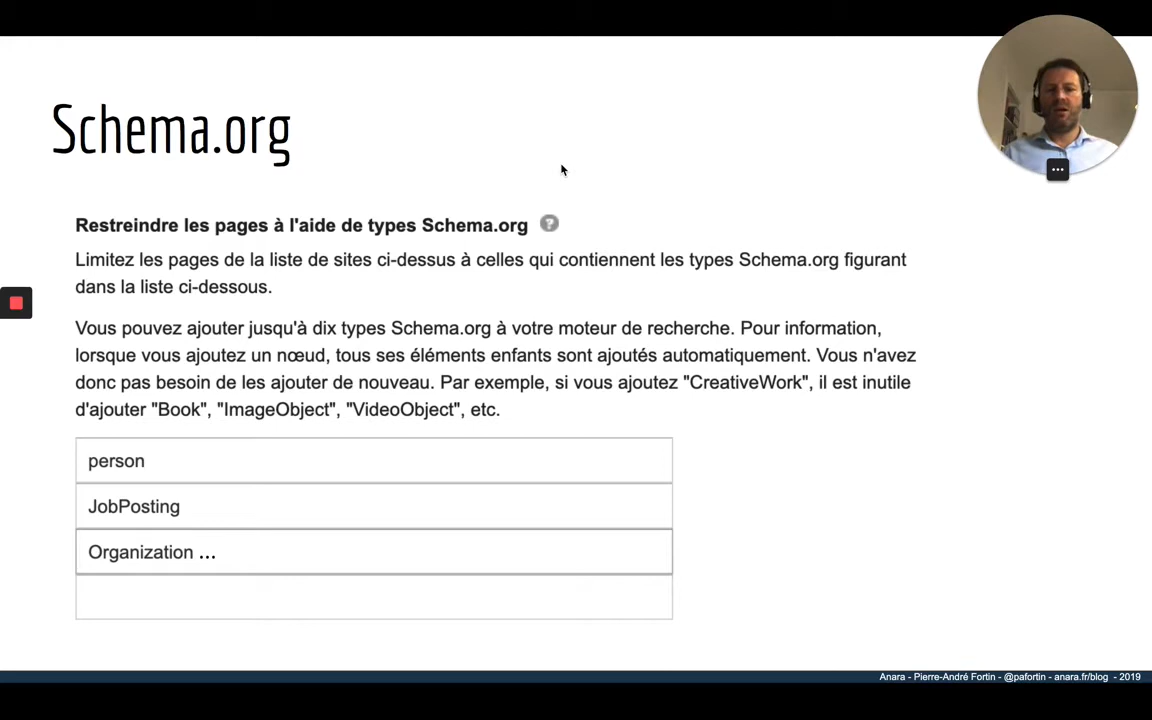 Schema.org
Restreindre les pages à l'aide de types Schema.org ?
Limitez les pages de la liste de sites ci-dessus à celles qui contiennent les types Schema.org figurant
dans la liste ci-dessous.
Vous pouvez ajouter jusqu'à dix types Schema.org à votre moteur de recherche. Pour information,
lorsque vous ajoutez un nœud, tous ses éléments enfants sont ajoutés automatiquement. Vous n'avez
donc pas besoin de les ajouter de nouveau. Par exemple, si vous ajoutez "CreativeWork", il est inutile
d'ajouter "Book", "ImageObject", "VideoObject", etc.
person
JobPosting
Organization ...
Anara - Pierre-André Fortin - @pafortin - anara.fr/blog - 2019